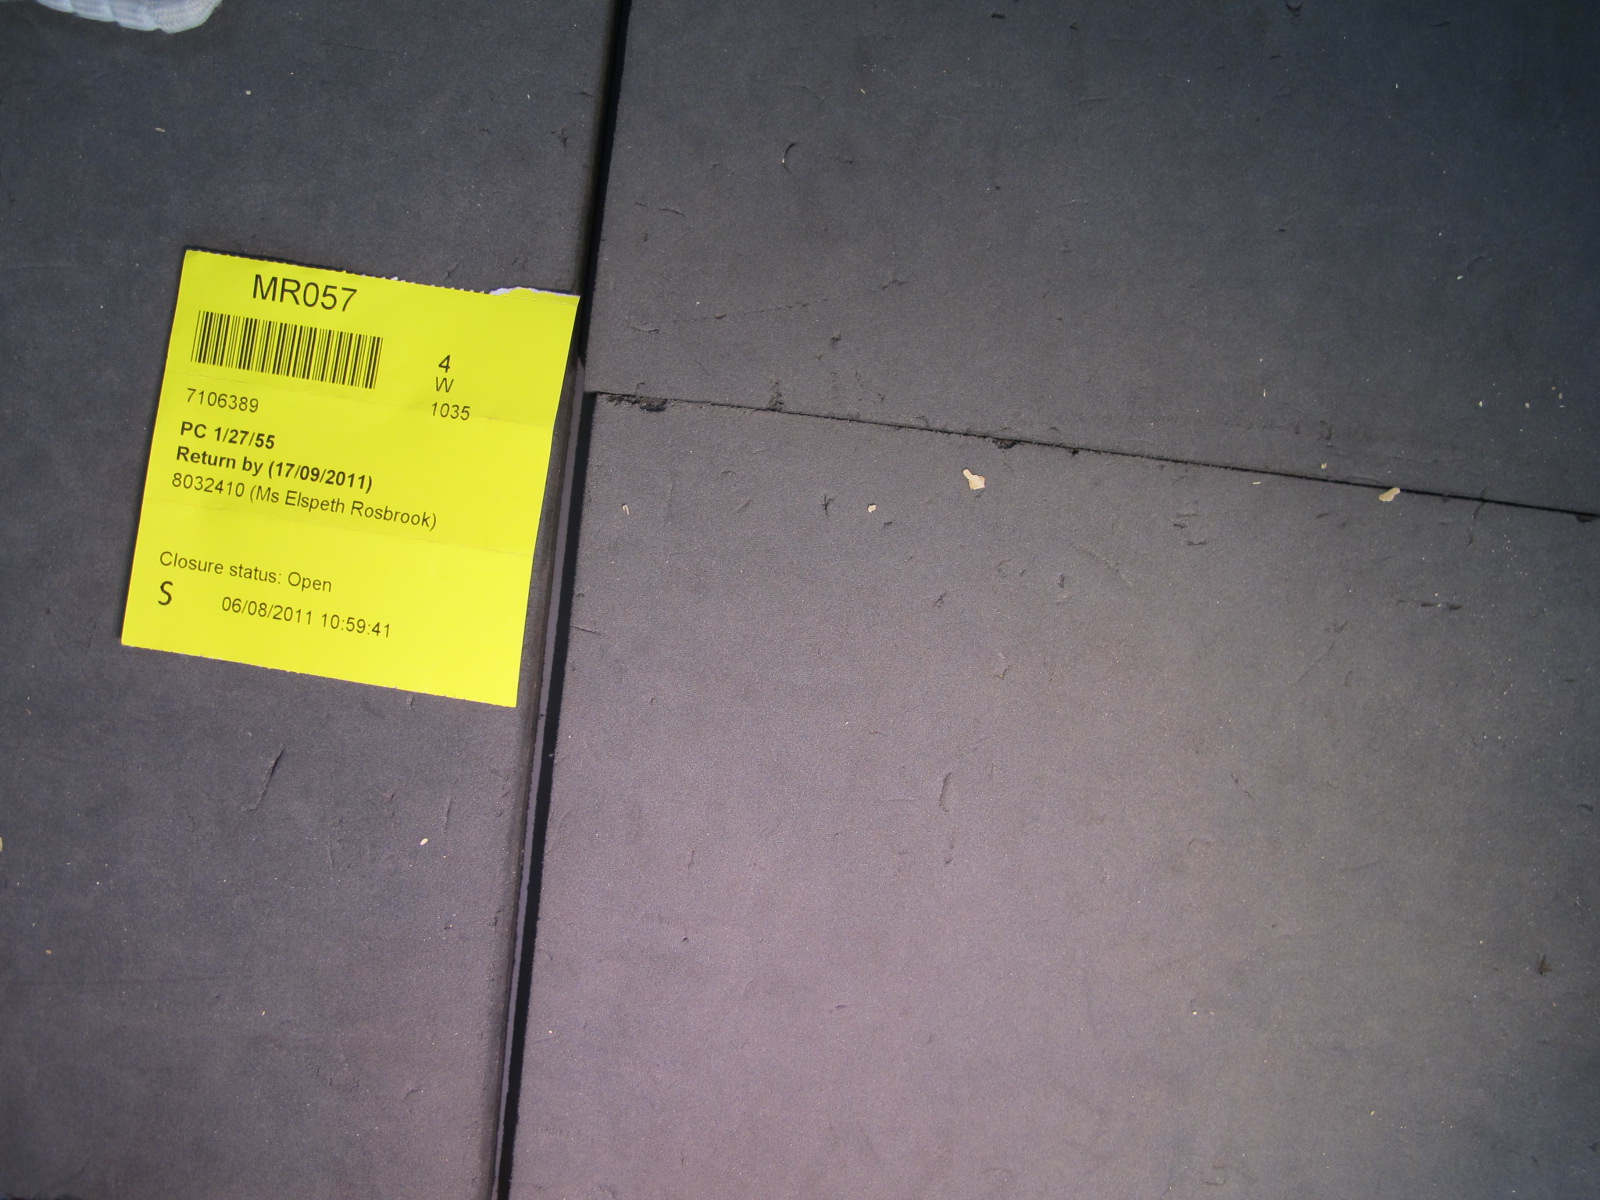 MR057
4
W
7106389 1035
PC 1/27/55
Return by (17/09/2011)
8032410 (Ms Elspeth Rosbrook)
Closure status: Open
S 06/08/2011 10:59:41